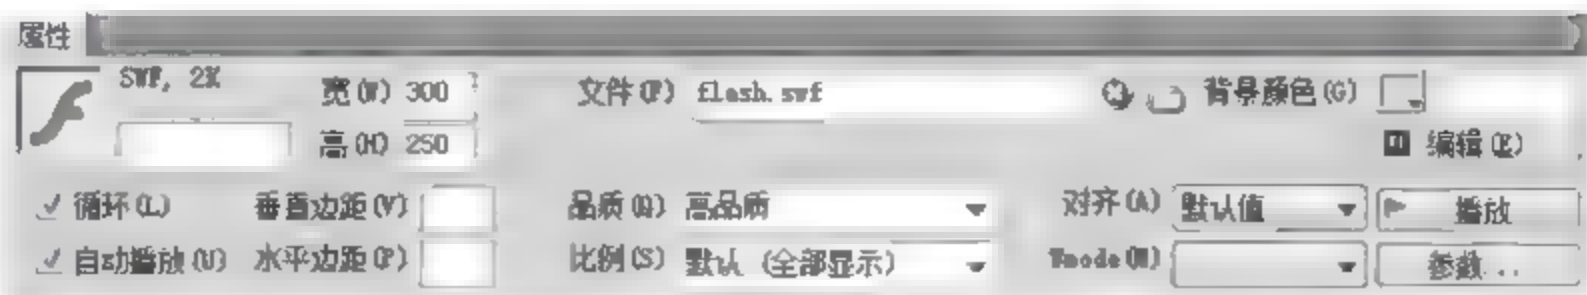 属性
SWF, 2K 宽(W) 300 文件(F) flash.swf 背景颜色(G)
高(H) 250 编辑(E)
循环(L) 垂直边距(V) 品质(Q) 高品质 对齐(A) 默认值 播放
自动播放(U) 水平边距(P) 比例(S) 默认 (全部显示) Wmode(M) 参数...